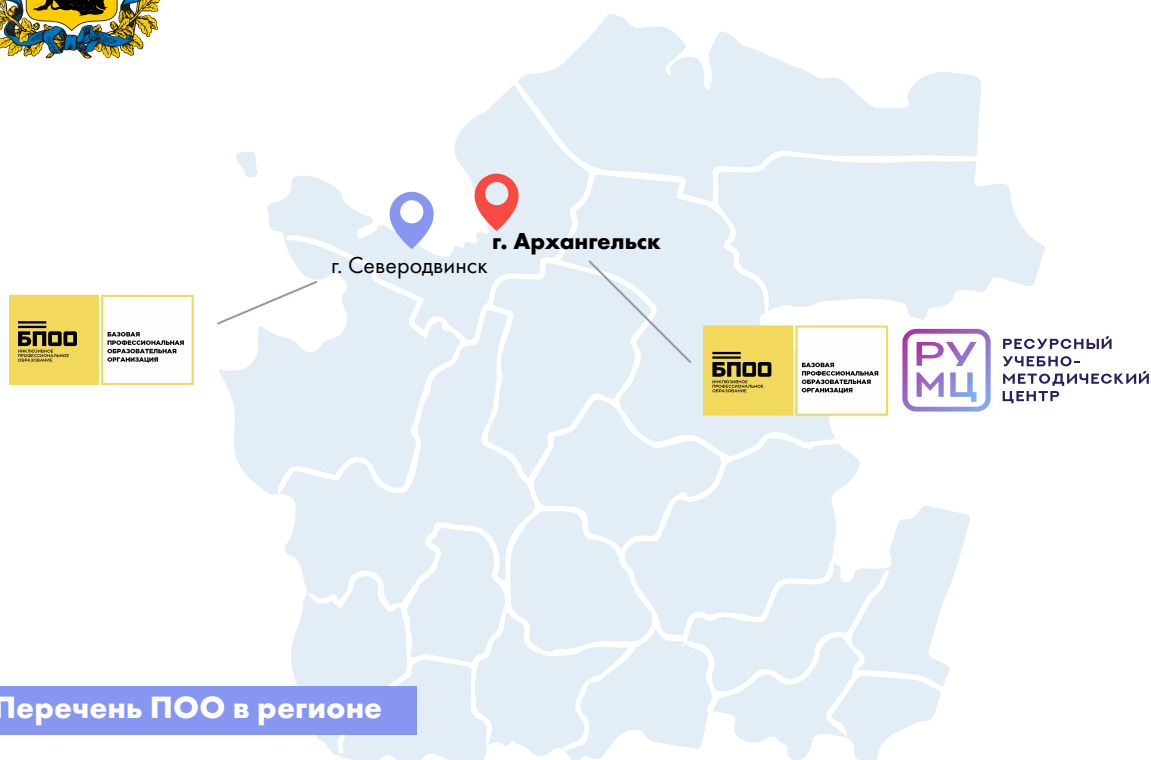 г. Архангельск
г. Северодвинск
БПОО
ИНКЛЮЗИВНОЕ
ПРОФЕССИОНАЛЬНОЕ
ОБРАЗОВАНИЕ
БАЗОВАЯ
ПРОФЕССИОНАЛЬНАЯ
ОБРАЗОВАТЕЛЬНАЯ
ОРГАНИЗАЦИЯ
БПОО
ИНКЛЮЗИВНОЕ
ПРОФЕССИОНАЛЬНОЕ
ОБРАЗОВАНИЕ
БАЗОВАЯ
ПРОФЕССИОНАЛЬНАЯ
ОБРАЗОВАТЕЛЬНАЯ
ОРГАНИЗАЦИЯ
РУ
МЦ
РЕСУРСНЫЙ
УЧЕБНО-
МЕТОДИЧЕСКИЙ
ЦЕНТР
Перечень ПОО в регионе